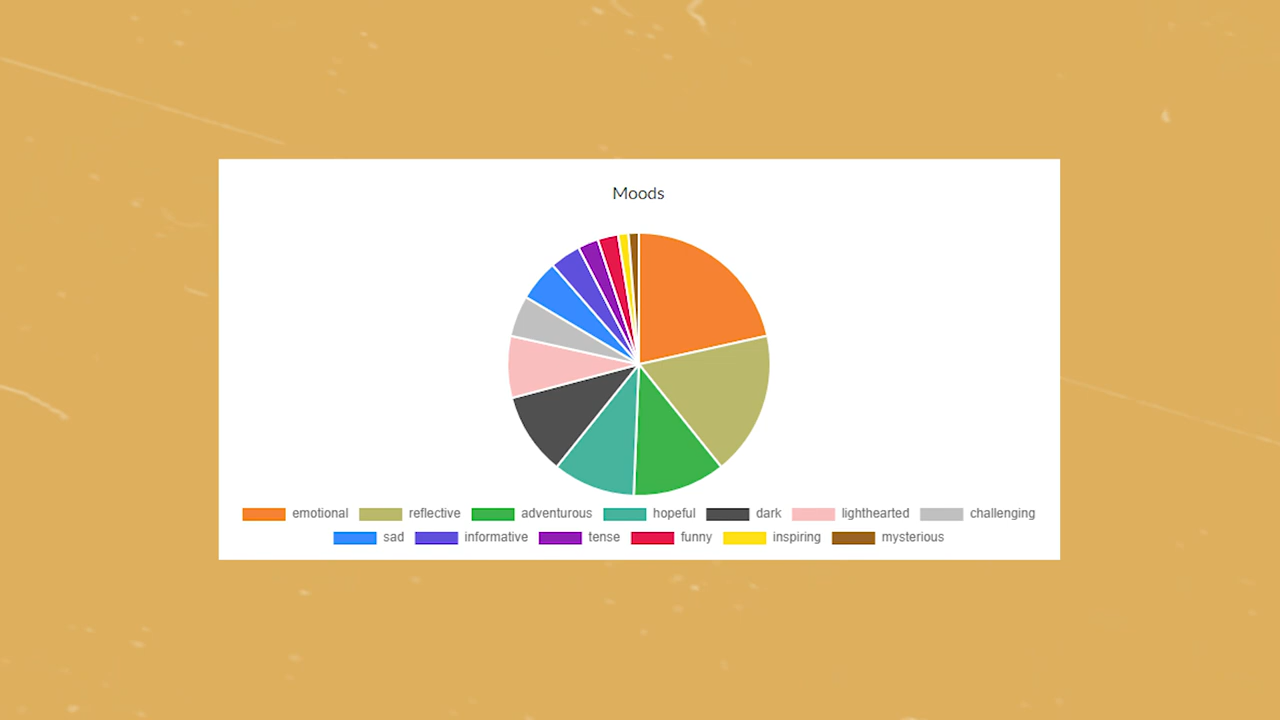 Moods
emotional reflective adventurous hopeful dark lighthearted challenging
sad informative tense funny inspiring mysterious